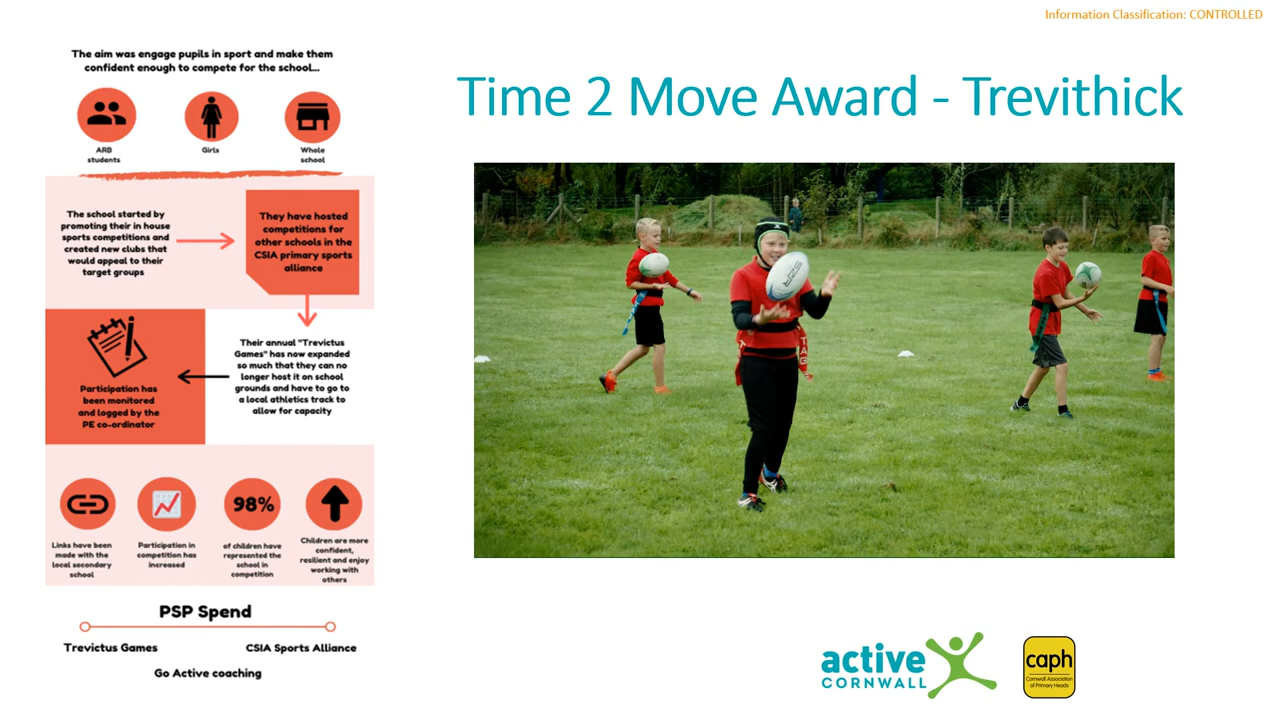 Information Classification: CONTROLLED
The aim was engage pupils in sport and make them
confident enough to compete for the school...
ARB
students
Girls
Whole
school
Time 2 Move Award - Trevithick
The school started by
promoting their in house
sports competitions and
created new clubs that
would appeal to their
target groups
They have hosted
competitions for
other schools in the
CSIA primary sports
alliance
Their annual "Trevictus
Games" has now expanded
so much that they can no
longer host it on school
grounds and have to go to
a local athletics track to
allow for capacity
Participation has
been monitored
and logged by the
PE co-ordinator
Links have been
made with the
local secondary
school
Participation in
competition has
increased
98%
of children have
represented the
school in
competition
Children are more
confident,
resilient and enjoy
working with
others
PSP Spend
Trevictus Games
CSIA Sports Alliance
Go Active coaching
TAG
active
CORNWALL
caph
Cornwall Association
of Primary Heads